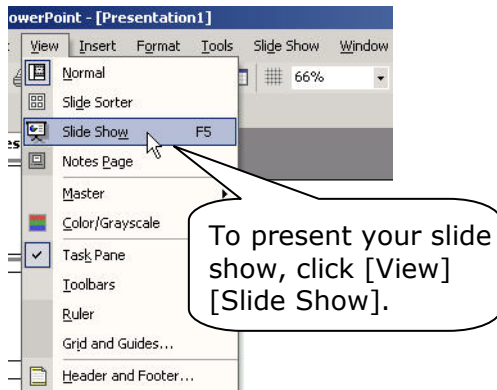 owerPoint - [Presentation1]
View Insert Format Tools Slide Show Window
66%
Normal
Slide Sorter
Slide Show F5
Notes Page
Master
Color/Grayscale
Task Pane
Toolbars
Ruler
Grid and Guides...
Header and Footer...
To present your slide
show, click [View]
[Slide Show].